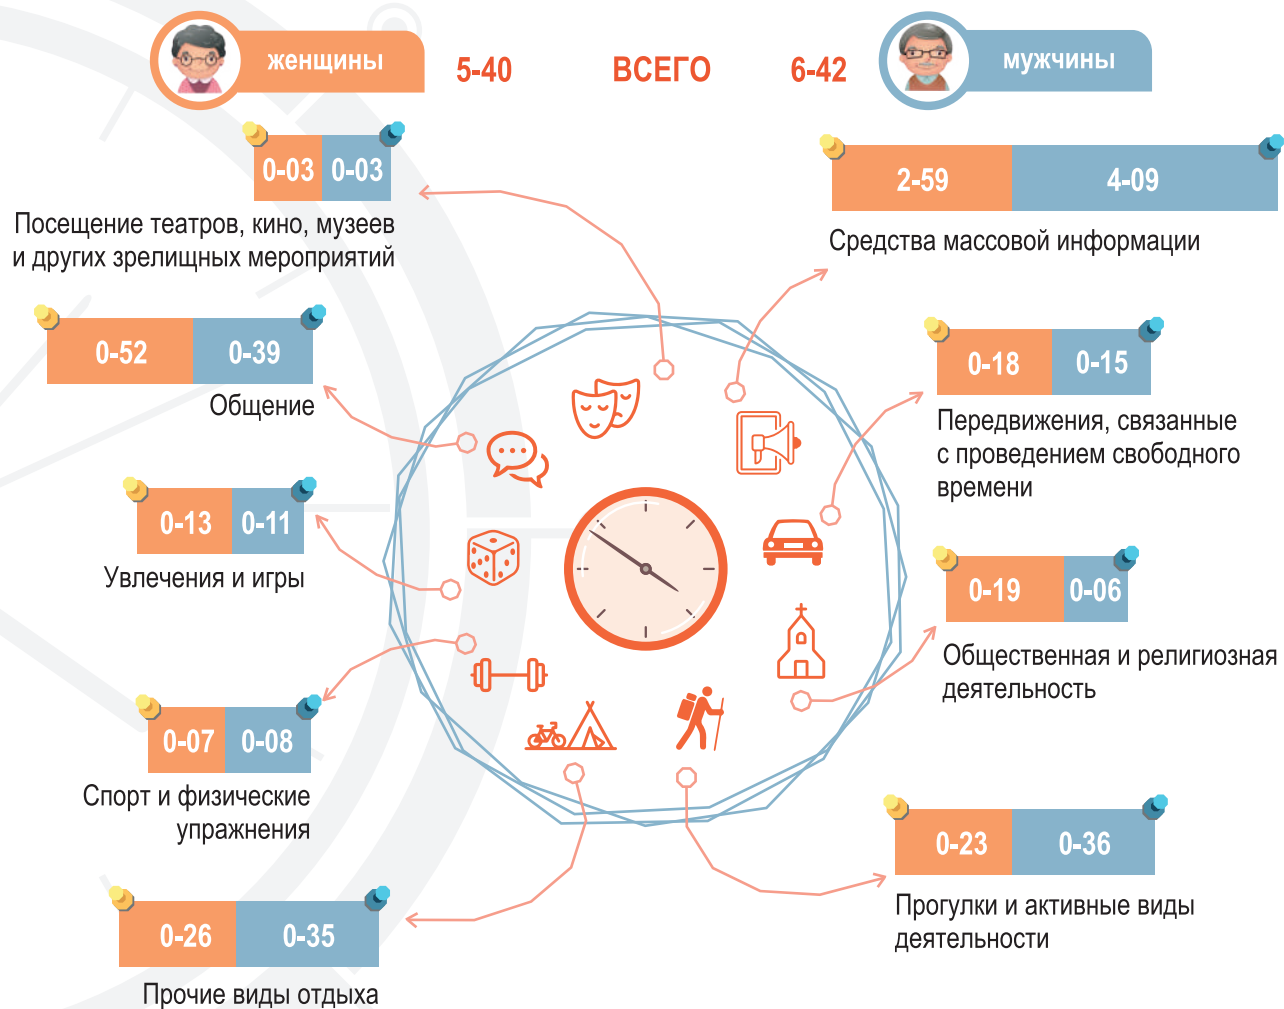 женщины
5-40
ВСЕГО
6-42
мужчины
0-03 0-03
Посещение театров, кино, музеев
и других зрелищных мероприятий
2-59 4-09
Средства массовой информации
0-52 0-39
Общение
0-18 0-15
Передвижения, связанные
с проведением свободного
времени
0-13 0-11
Увлечения и игры
0-19 0-06
Общественная и религиозная
деятельность
0-07 0-08
Спорт и физические
упражнения
0-23 0-36
Прогулки и активные виды
деятельности
0-26 0-35
Прочие виды отдыха